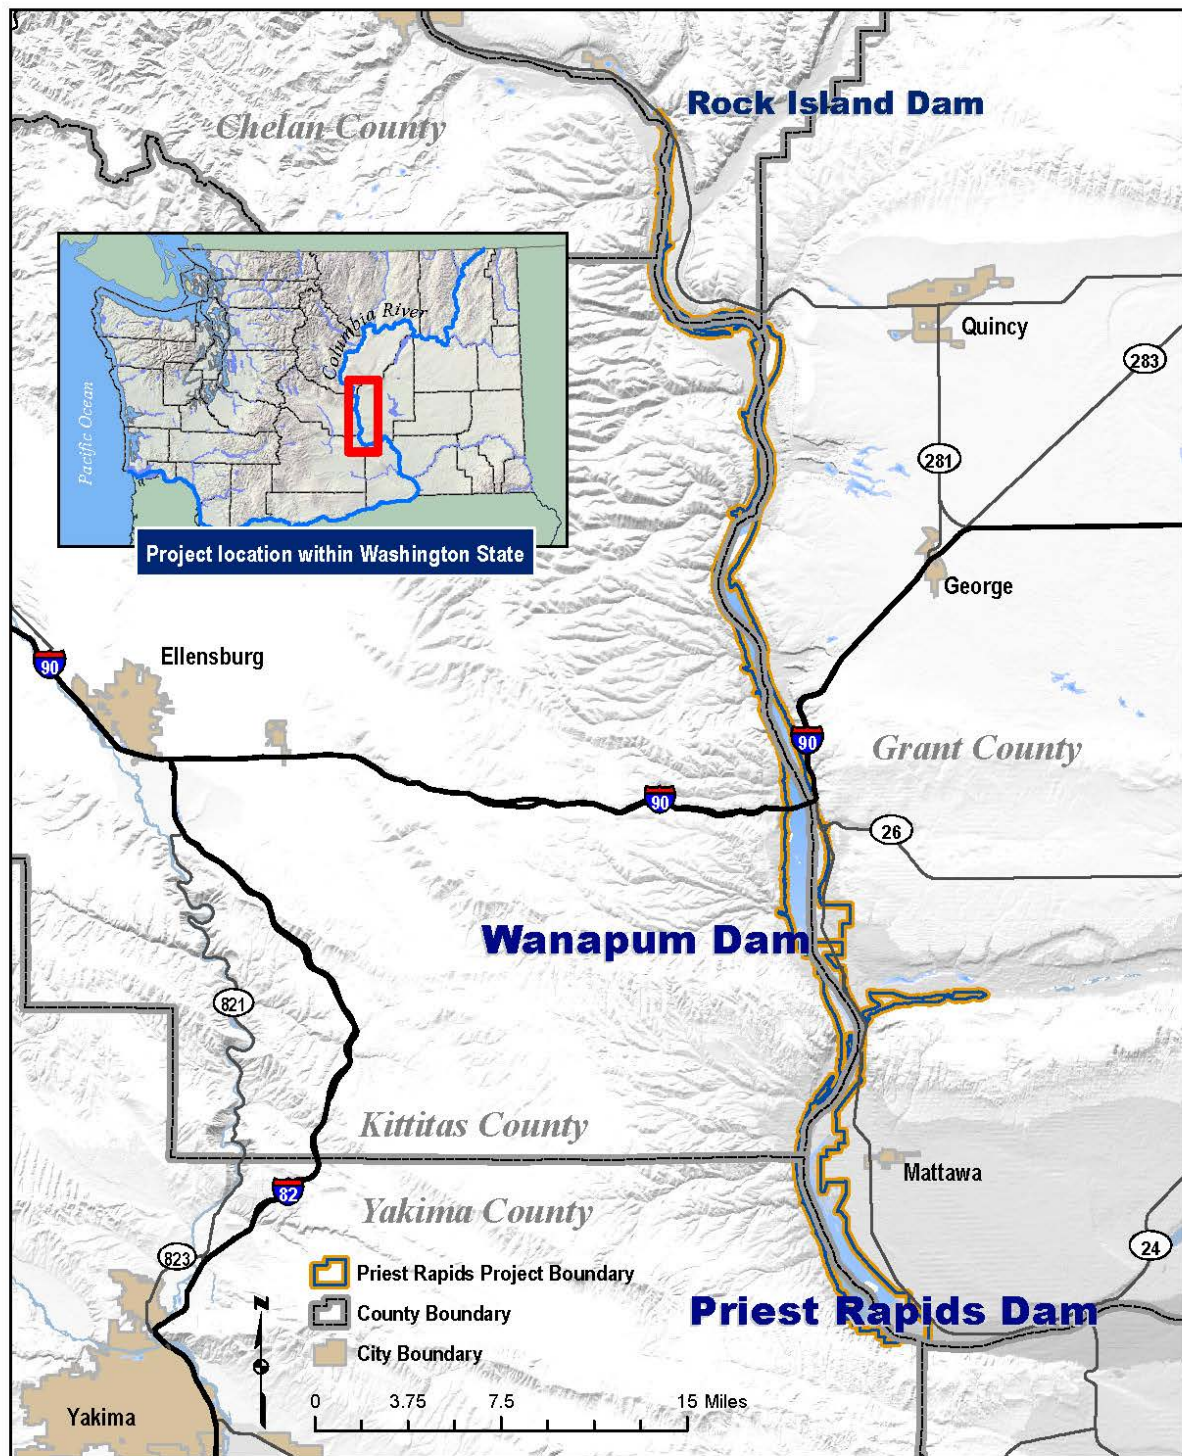 Rock Island Dam
Chelan County
Columbia River
Pacific Ocean
Project location within Washington State
Quincy
283
281
George
Ellensburg
90
90
Grant County
90
26
Wanapum Dam
821
Kittitas County
Mattawa
82
Yakima County
823
24
Priest Rapids Project Boundary
Priest Rapids Dam
County Boundary
N
City Boundary
0 3.75 7.5 15 Miles
Yakima